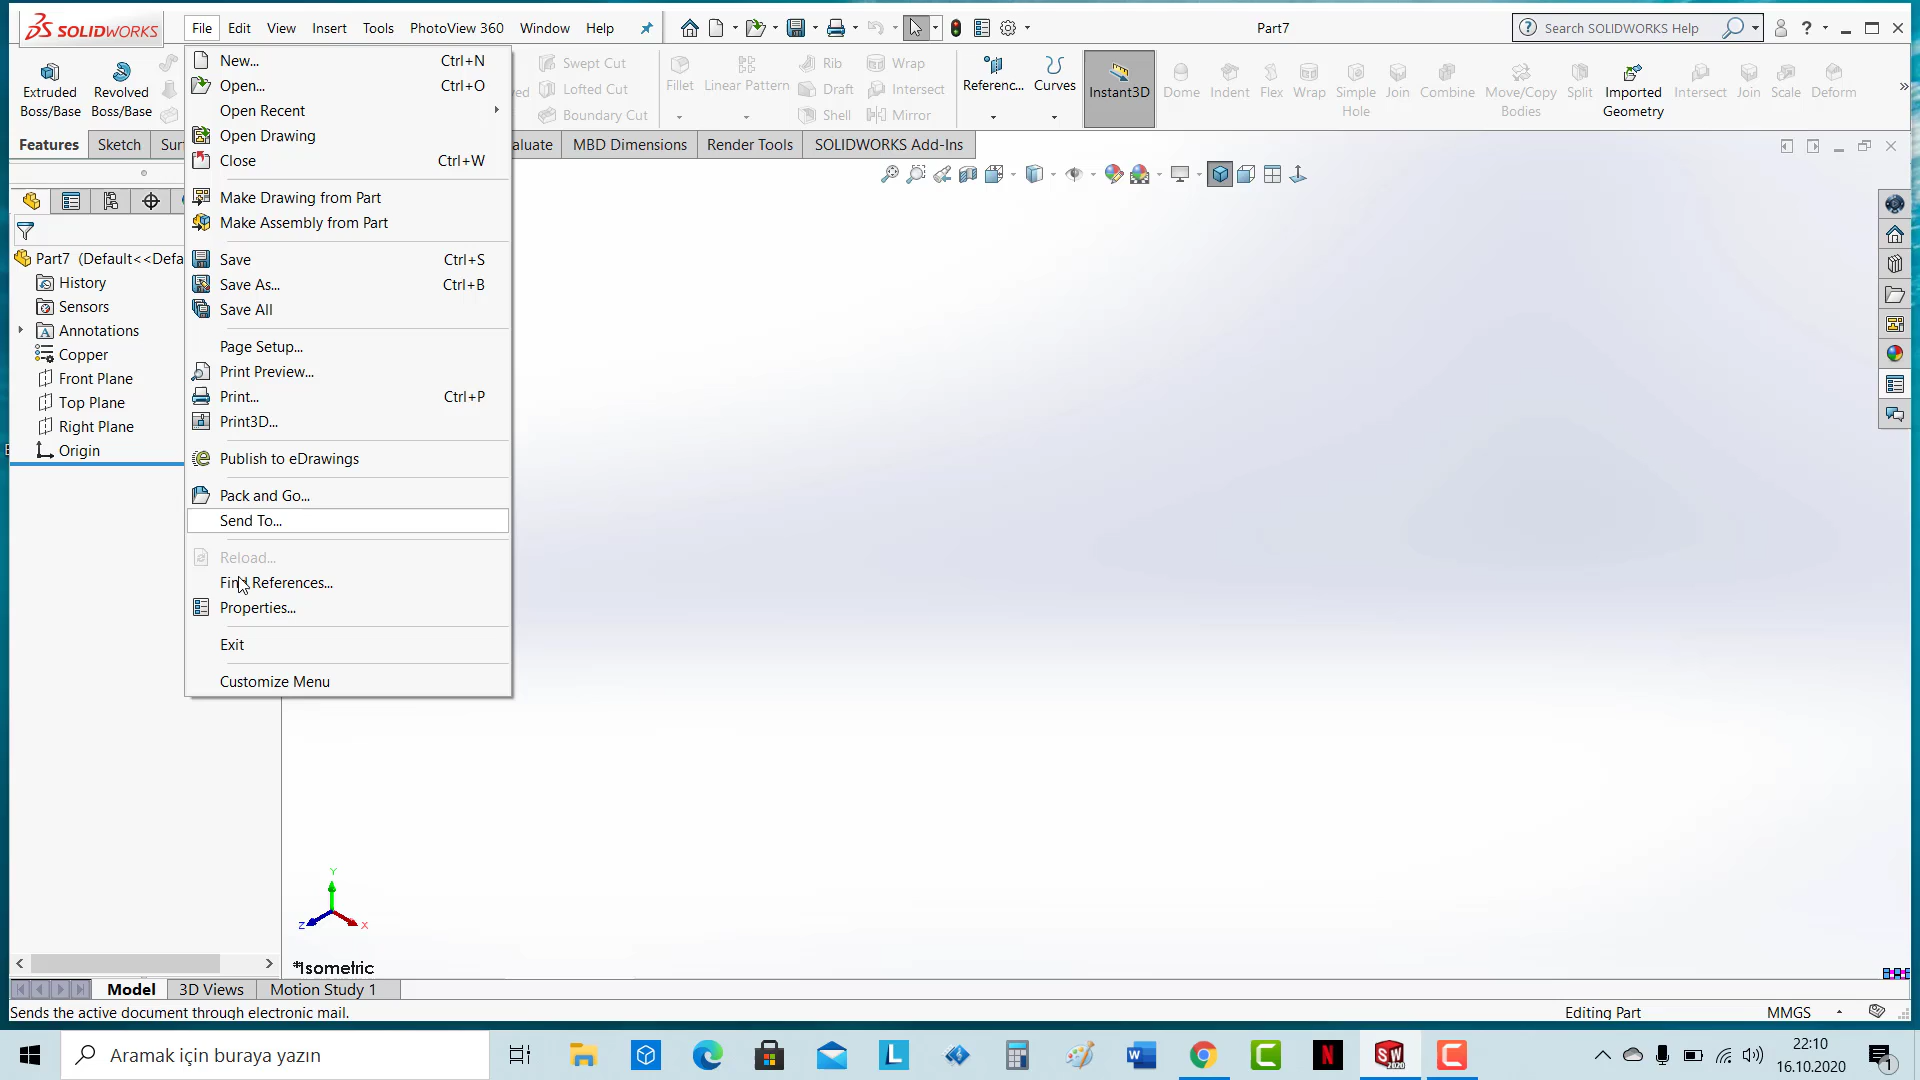 SOLIDWORKS
File Edit View Insert Tools PhotoView 360 Window Help
Part7
Search SOLIDWORKS Help
Extruded Boss/Base
Revolved Boss/Base
Swept Cut
Lofted Cut
Boundary Cut
Fillet
Linear Pattern
Rib
Draft
Shell
Wrap
Intersect
Mirror
Referenc...
Curves
Instant3D
Dome
Indent
Flex
Wrap
Simple Hole
Join
Combine
Move/Copy Bodies
Split
Imported Geometry
Intersect
Join
Scale
Deform
Features
Sketch
Sur
aluate
MBD Dimensions
Render Tools
SOLIDWORKS Add-Ins
New... Ctrl+N
Open... Ctrl+O
Open Recent
Open Drawing
Close Ctrl+W
Make Drawing from Part
Make Assembly from Part
Save Ctrl+S
Save As... Ctrl+B
Save All
Page Setup...
Print Preview...
Print... Ctrl+P
Print3D...
Publish to eDrawings
Pack and Go...
Send To...
Reload...
Find References...
Properties...
Exit
Customize Menu
Part7 (Default<<Defa
History
Sensors
Annotations
Copper
Front Plane
Top Plane
Right Plane
Origin
Y
Z
X
*Isometric
Model
3D Views
Motion Study 1
Sends the active document through electronic mail.
Editing Part
MMGS
Aramak için buraya yazın
22:10
16.10.2020
1